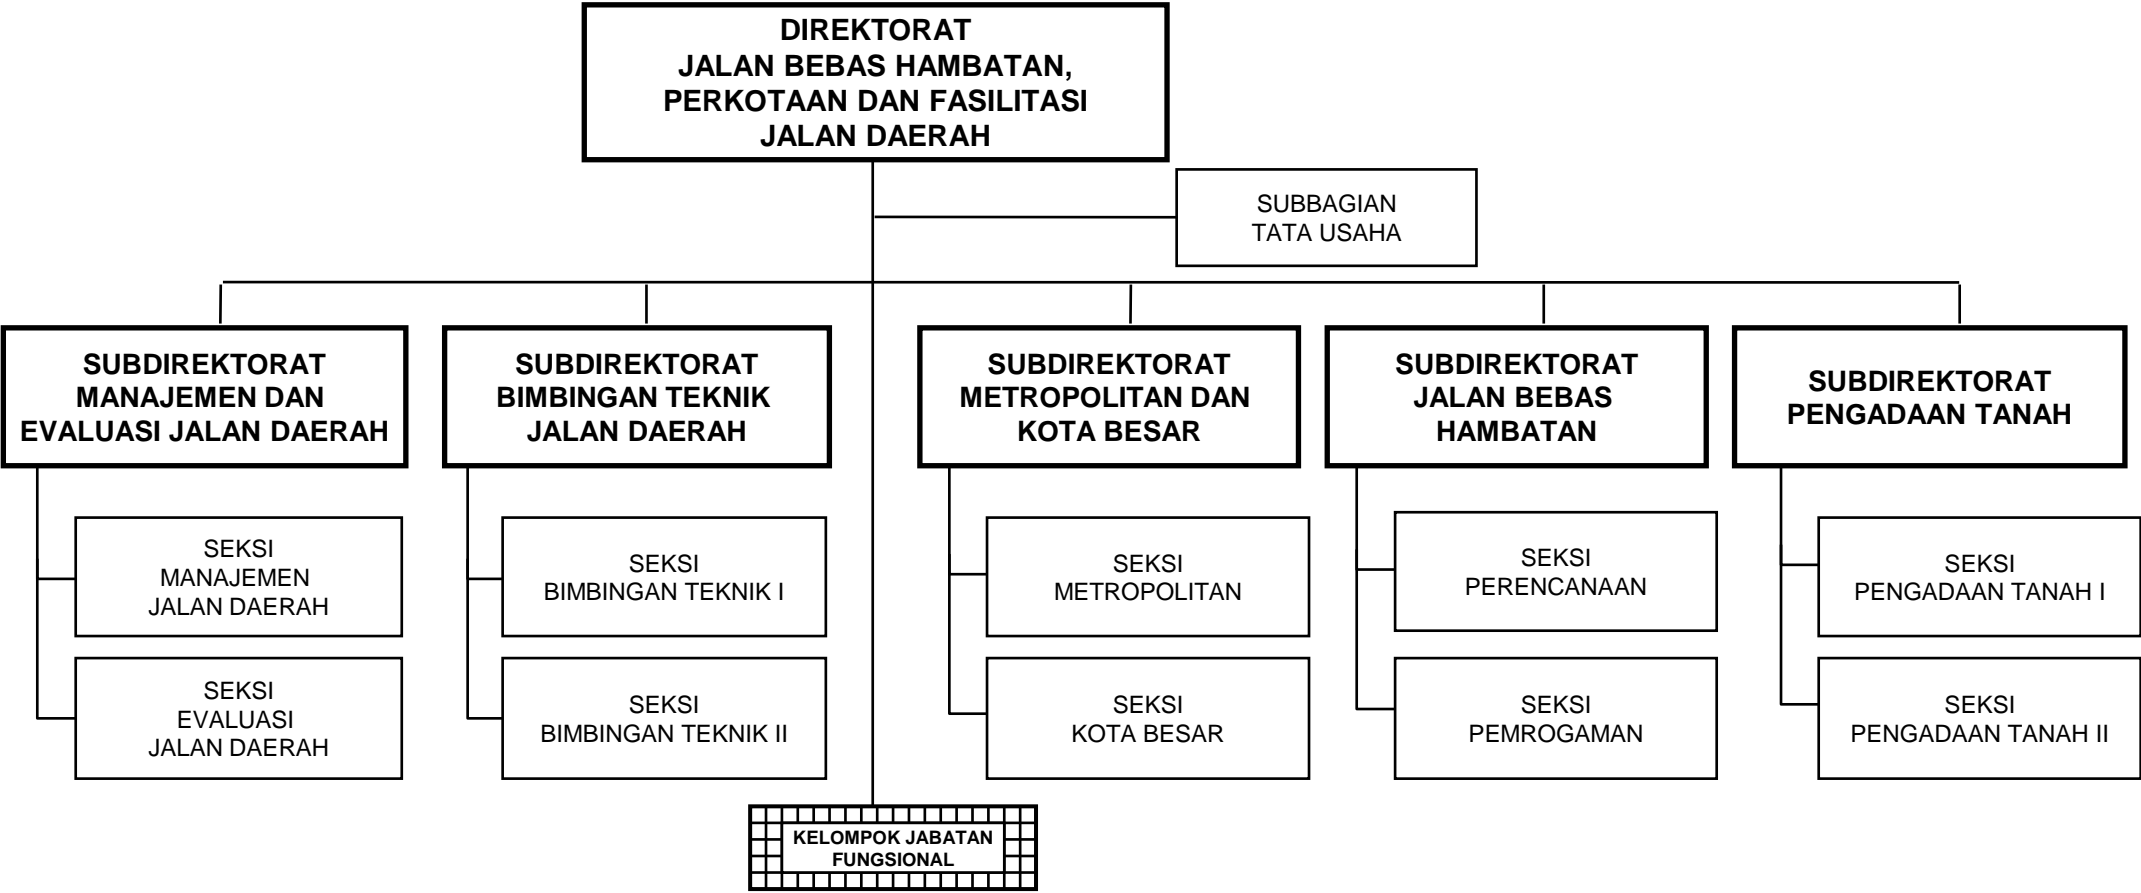 DIREKTORAT
JALAN BEBAS HAMBATAN,
PERKOTAAN DAN FASILITASI
JALAN DAERAH
SUBBAGIAN
TATA USAHA
SUBDIREKTORAT
MANAJEMEN DAN
EVALUASI JALAN DAERAH
SUBDIREKTORAT
BIMBINGAN TEKNIK
JALAN DAERAH
SUBDIREKTORAT
METROPOLITAN DAN
KOTA BESAR
SUBDIREKTORAT
JALAN BEBAS
HAMBATAN
SUBDIREKTORAT
PENGADAAN TANAH
SEKSI
MANAJEMEN
JALAN DAERAH
SEKSI
BIMBINGAN TEKNIK I
SEKSI
METROPOLITAN
SEKSI
PERENCANAAN
SEKSI
PENGADAAN TANAH I
SEKSI
EVALUASI
JALAN DAERAH
SEKSI
BIMBINGAN TEKNIK II
SEKSI
KOTA BESAR
SEKSI
PEMROGAMAN
SEKSI
PENGADAAN TANAH II
KELOMPOK JABATAN
FUNGSIONAL